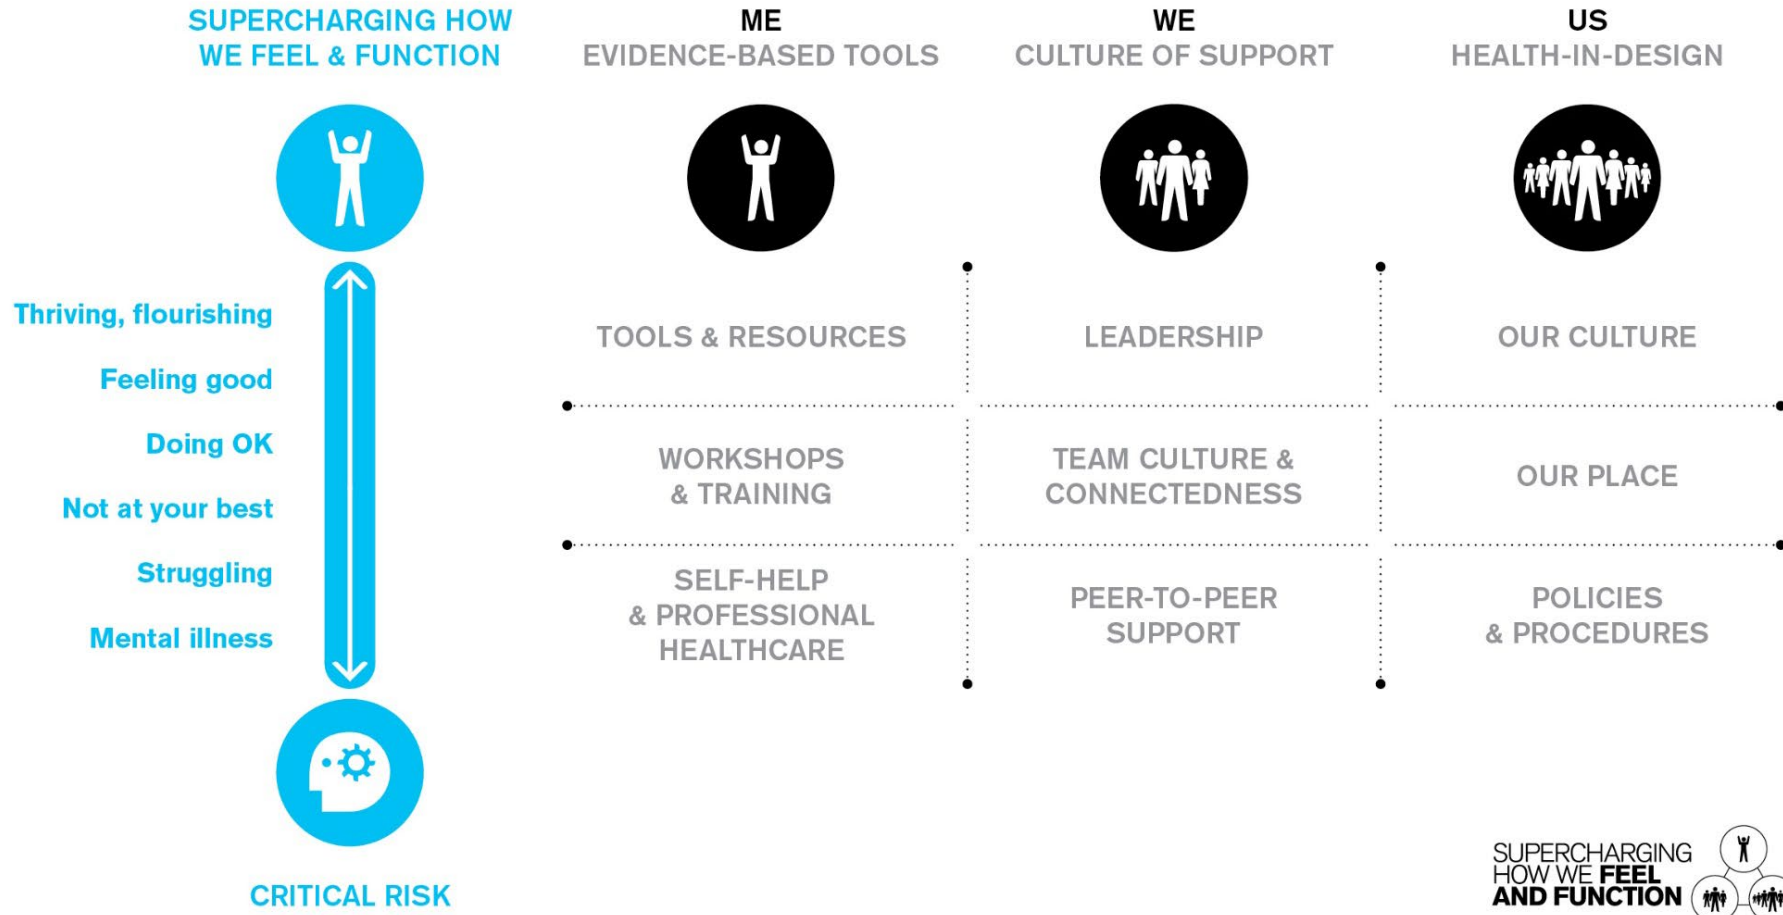 SUPERCHARGING HOW
WE FEEL & FUNCTION
ME
EVIDENCE-BASED TOOLS
WE
CULTURE OF SUPPORT
US
HEALTH-IN-DESIGN
Thriving, flourishing
Feeling good
Doing OK
Not at your best
Struggling
Mental illness
CRITICAL RISK
TOOLS & RESOURCES
LEADERSHIP
OUR CULTURE
WORKSHOPS
& TRAINING
TEAM CULTURE &
CONNECTEDNESS
OUR PLACE
SELF-HELP
& PROFESSIONAL
HEALTHCARE
PEER-TO-PEER
SUPPORT
POLICIES
& PROCEDURES
SUPERCHARGING
HOW WE FEEL
AND FUNCTION